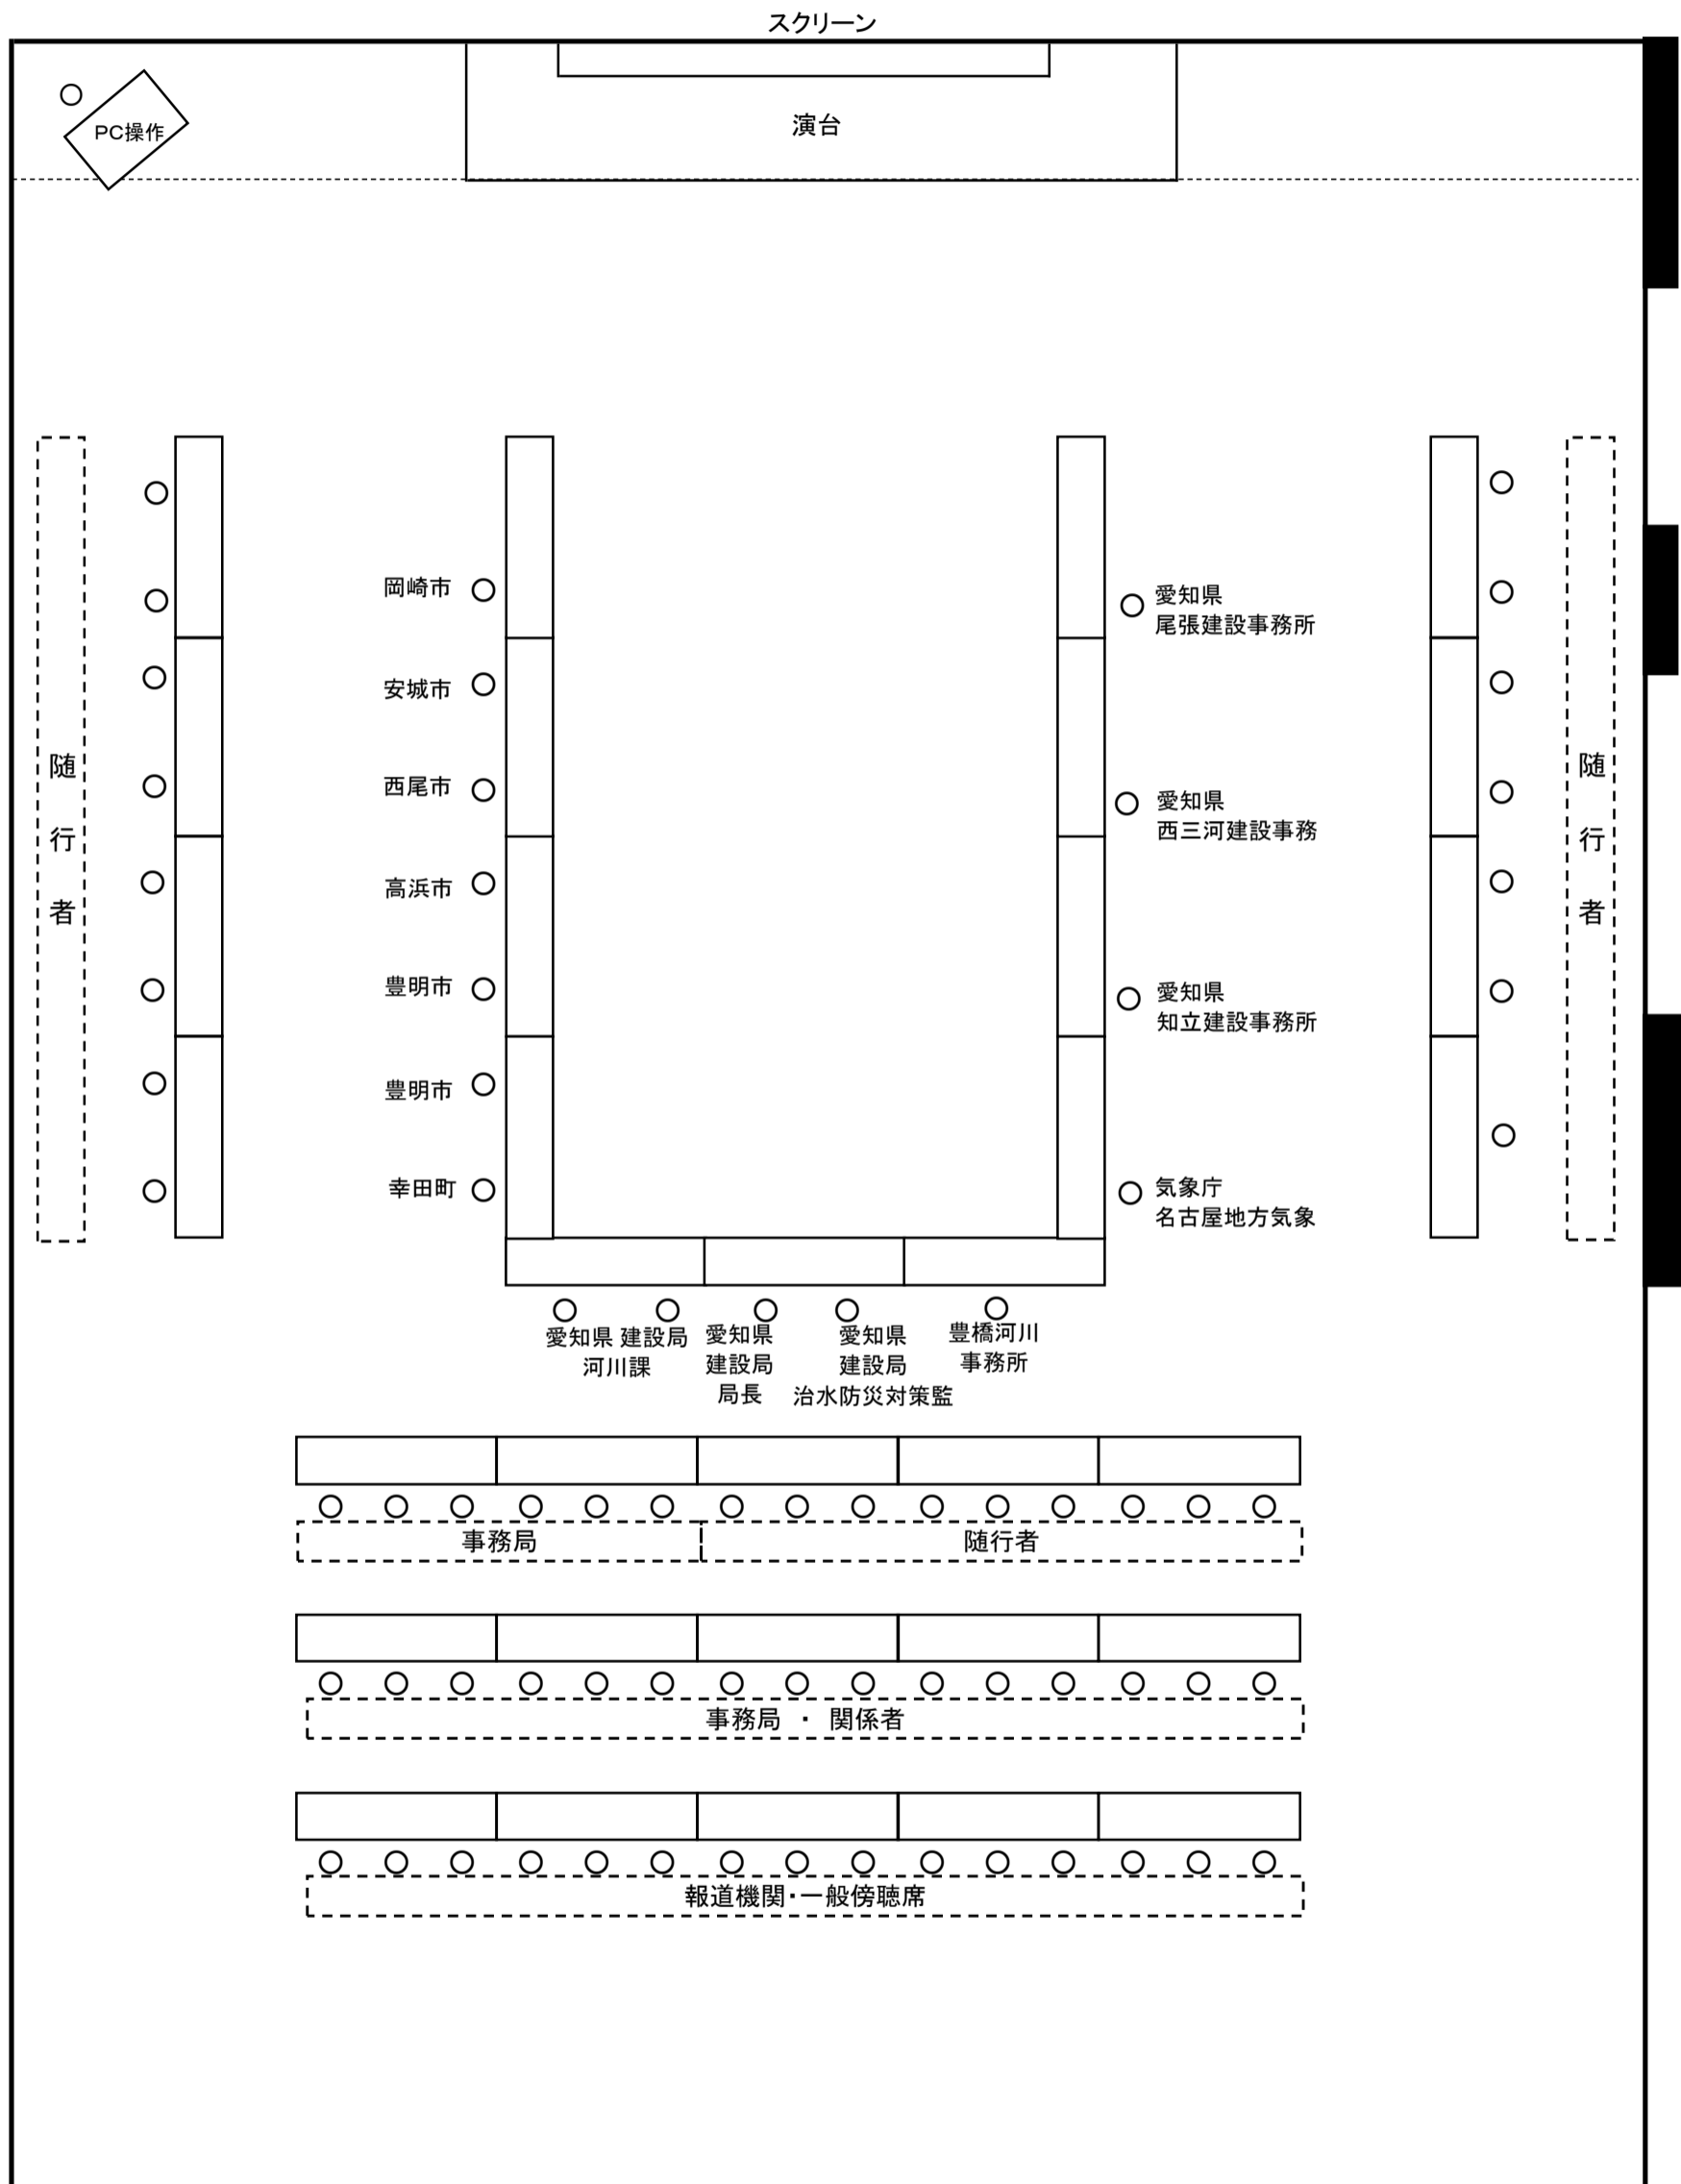 スクリーン
演台
PC操作
随行者
岡崎市
安城市
西尾市
高浜市
豊明市
豊明市
幸田町
愛知県
尾張建設事務所
愛知県
西三河建設事務
愛知県
知立建設事務所
気象庁
名古屋地方気象
随行者
愛知県 建設局
河川課
愛知県
建設局
局長
愛知県
建設局
治水防災対策監
豊橋河川
事務所
事務局
随行者
事務局 ・ 関係者
報道機関・一般傍聴席